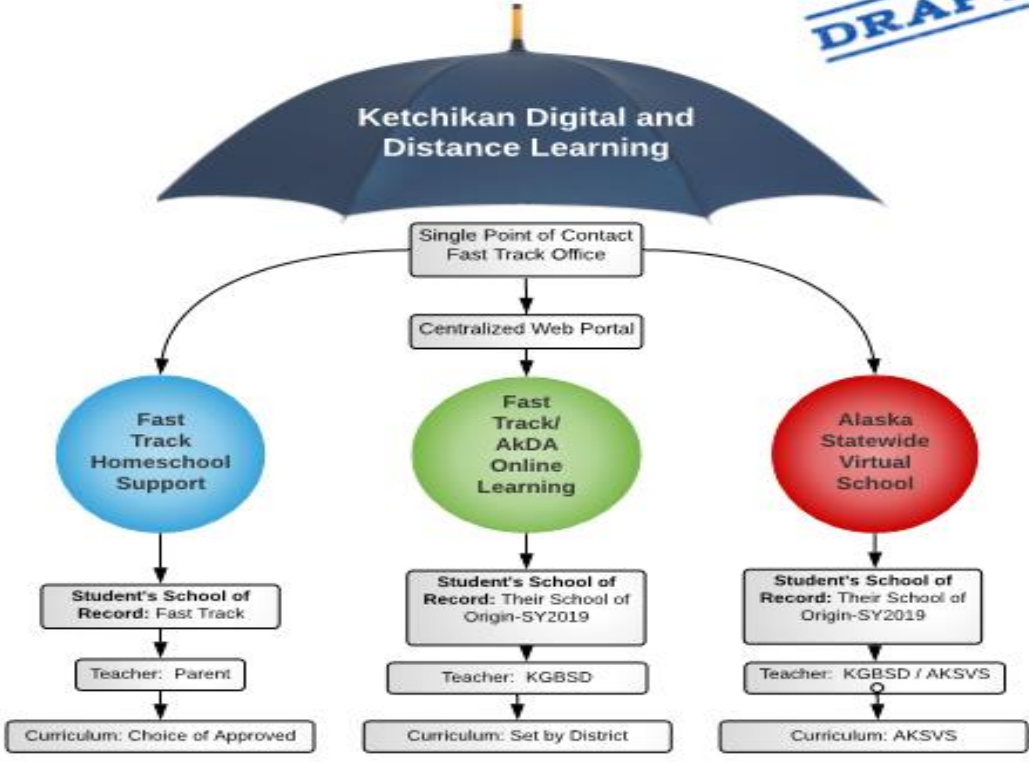 DRAFT
Ketchikan Digital and
Distance Learning
Single Point of Contact
Fast Track Office
Centralized Web Portal
Fast
Track
Homeschool
Support
Fast
Track/
AkDA
Online
Learning
Alaska
Statewide
Virtual
School
Student's School of
Record: Fast Track
Student's School of
Record: Their School of
Origin-SY2019
Student's School of
Record: Their School of
Origin-SY2019
Teacher: Parent
Teacher: KGBSD
Teacher: KGBSD / AKSVS
Curriculum: Choice of Approved
Curriculum: Set by District
Curriculum: AKSVS